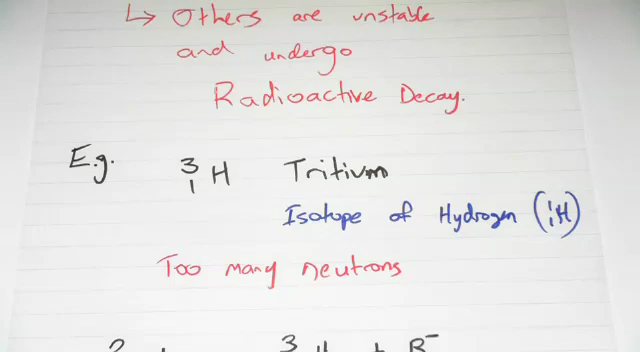 ↳ Others are unstable
and undergo
Radioactive Decay.
E.g. ³₁H Tritium
Isotope of Hydrogen (¹₁H)
Too many neutrons